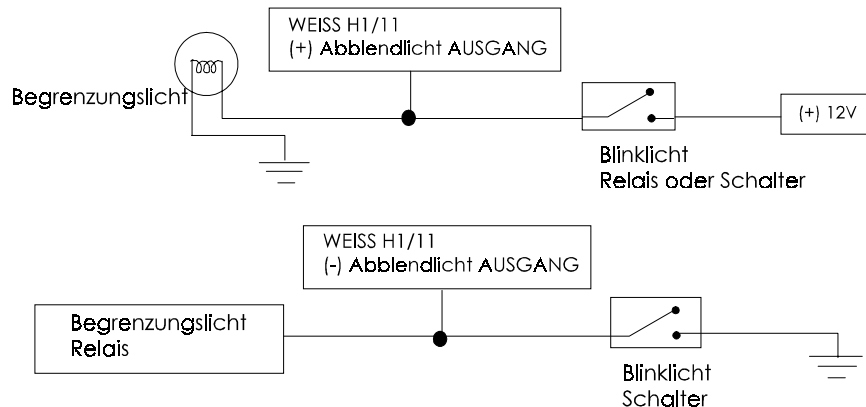 WEISS H1/11
(+) Abblendlicht AUSGANG
Begrenzungslicht
(+) 12V
Blinklicht
Relais oder Schalter
WEISS H1/11
(-) Abblendlicht AUSGANG
Begrenzungslicht
Relais
Blinklicht
Schalter